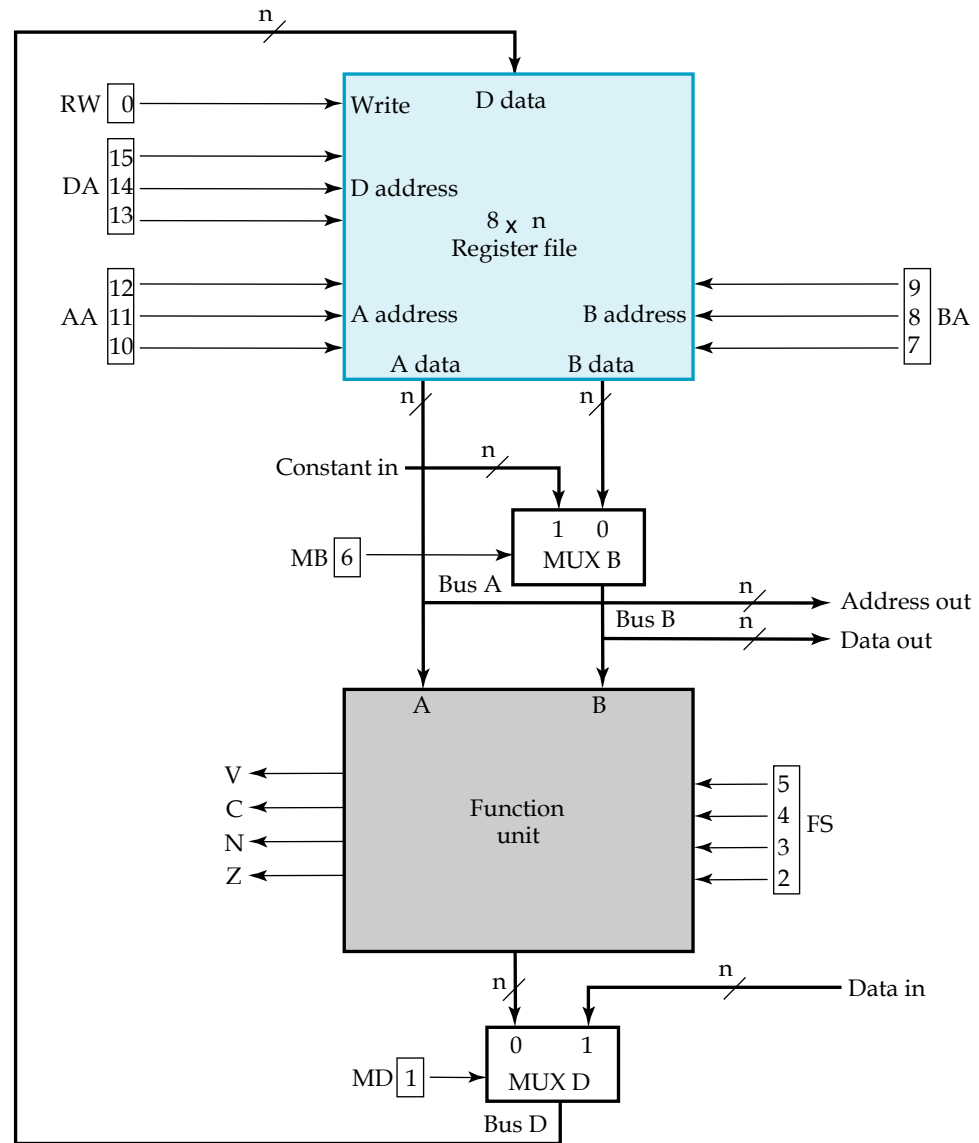 n
D data
RW 0
Write
15
DA 14
13
D address
8 x n
Register file
12
AA 11
10
A address
B address
9
8 BA
7
A data
B data
n
n
Constant in
n
1 0
MUX B
MB 6
Bus A
n
Address out
Bus B
n
Data out
A
B
V
C
N
Z
Function
unit
5
4
3
2
FS
n
n
Data in
0 1
MUX D
MD 1
Bus D